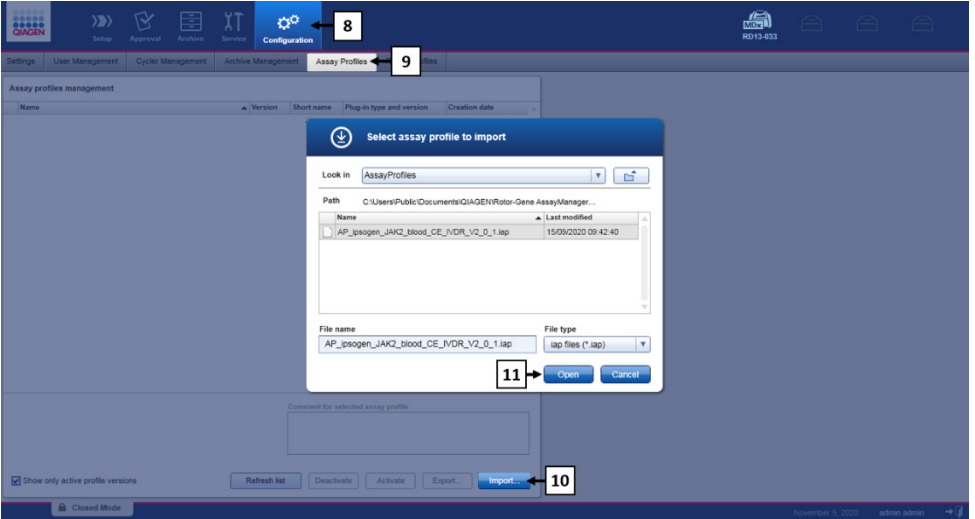 QIAGEN
Setup
Approval
Archive
Service
Configuration
8
MDx
RD13-033
Settings
User Management
Cycler Management
Archive Management
Assay Profiles
9
ofiles
Assay profiles management
Name
Version
Short name
Plug-in type and version
Creation date
Select assay profile to import
Look in
AssayProfiles
Path
C:\Users\Public\Documents\QIAGEN\Rotor-Gene AssayManager...
Name
Last modified
AP_ipsogen_JAK2_blood_CE_IVDR_V2_0_1.iap
15/09/2020 09:42:40
File name
File type
AP_ipsogen_JAK2_blood_CE_IVDR_V2_0_1.iap
iap files (*.iap)
11
Open
Cancel
Comment for selected assay profile
Show only active profile versions
Refresh list
Deactivate
Activate
Export...
Import...
10
Closed Mode
November 5, 2020
admin admin